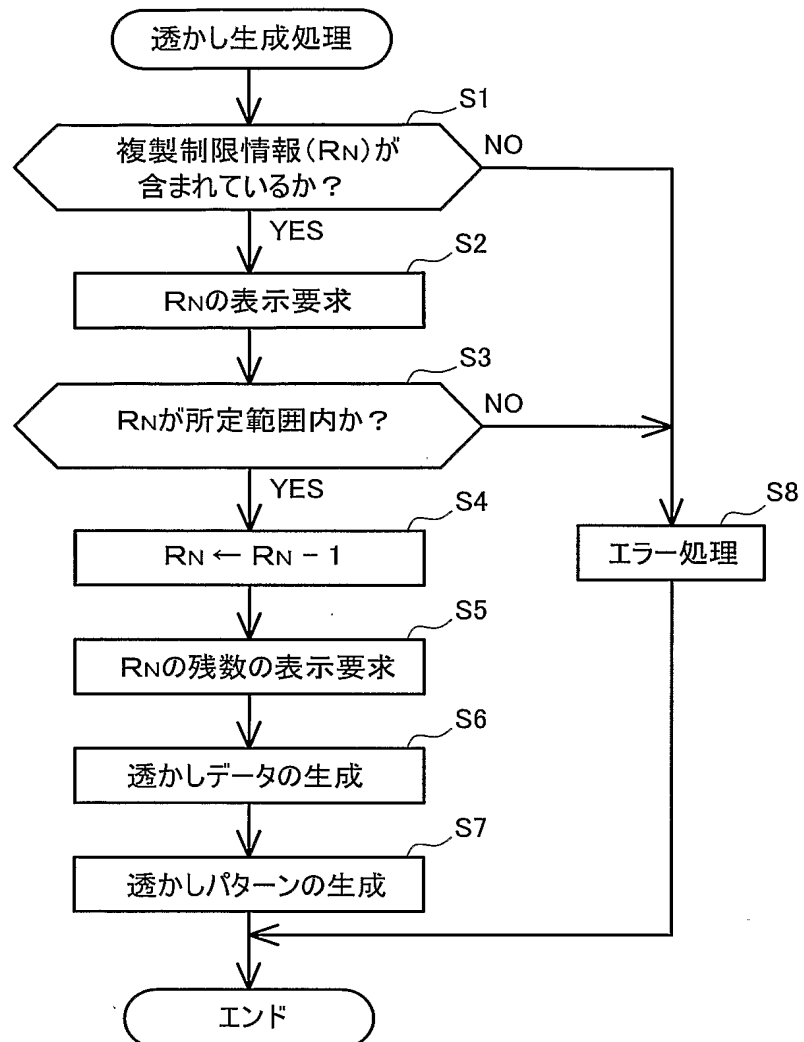 透かし生成処理
S1
複製制限情報(RN)が
含まれているか?
NO
YES
S2
RNの表示要求
S3
RNが所定範囲内か?
NO
YES
S4
RN ← RN - 1
S8
エラー処理
S5
RNの残数の表示要求
S6
透かしデータの生成
S7
透かしパターンの生成
エンド